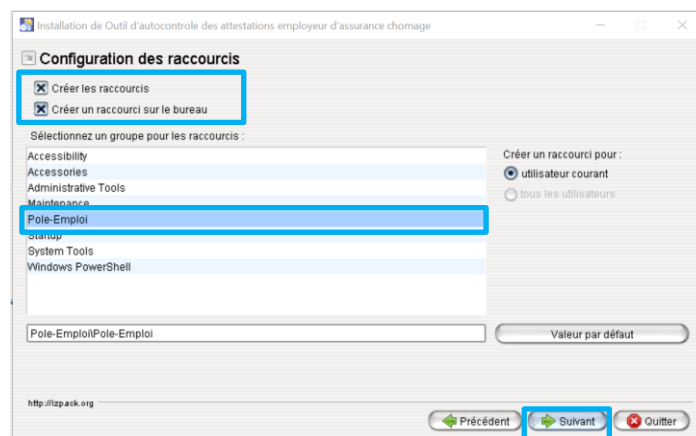 Installation de Outil d'autocontrole des attestations employeur d'assurance chomage
Configuration des raccourcis
Créer les raccourcis
Créer un raccourci sur le bureau
Sélectionnez un groupe pour les raccourcis :
Accessibility
Accessories
Administrative Tools
Maintenance
Pole-Emploi
Startup
System Tools
Windows PowerShell
Créer un raccourci pour :
utilisateur courant
tous les utilisateurs
Pole-Emploi\Pole-Emploi
Valeur par défaut
http://izpack.org
Précédent
Suivant
Quitter